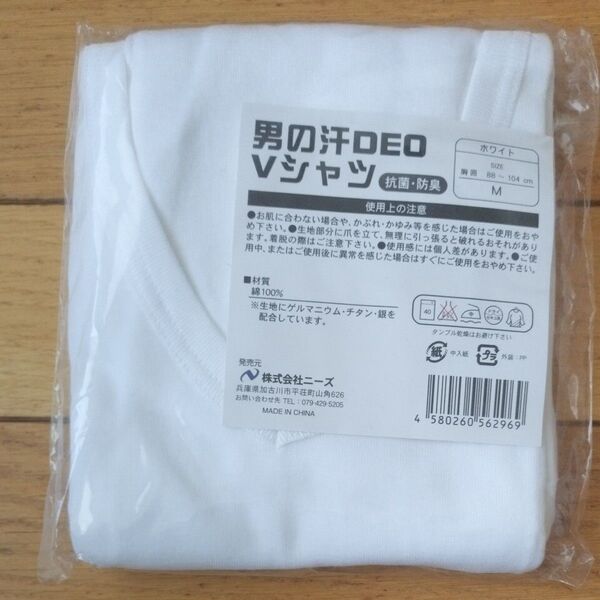 男の汗DEO
Vシャツ 抗菌・防臭
ホワイト
SIZE
胸囲 88～104 cm
M
使用上の注意
●お肌に合わない場合や、かぶれ・かゆみ等を感じた場合はご使用をおや
め下さい。●生地部分に爪を立て、無理に引っ張ると破れるおそれがあり
ます。着脱の際はご注意下さい。●使用感には個人差があります。●ご使
用中、またはご使用後に異常を感じた場合はすぐにご使用をおやめ下さい。
■材質
綿100%
※生地にゲルマニウム・チタン・銀を
配合しています。
40
タンブル乾燥はお避け下さい
紙 中入紙
プラ 外装：PP
発売元
株式会社ニーズ
兵庫県加古川市平荘町山角626
お問い合わせ先 TEL：079-429-5205
MADE IN CHINA
4 580260 562969